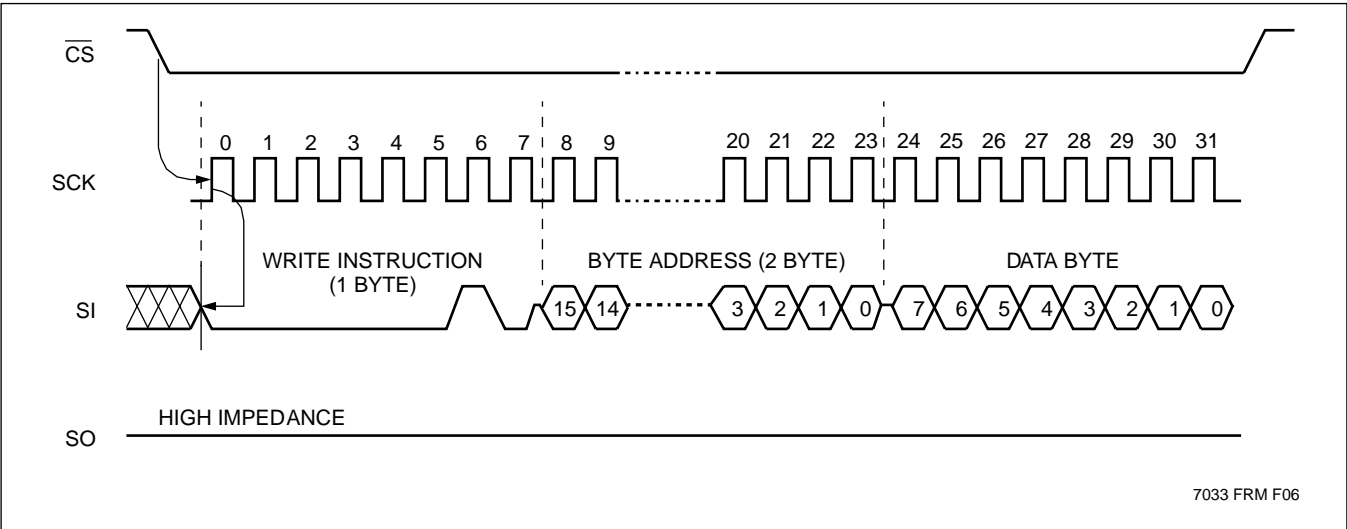 CS
0 1 2 3 4 5 6 7 8 9 20 21 22 23 24 25 26 27 28 29 30 31
SCK
WRITE INSTRUCTION
(1 BYTE)
BYTE ADDRESS (2 BYTE)
DATA BYTE
SI
15 14 3 2 1 0 7 6 5 4 3 2 1 0
HIGH IMPEDANCE
SO
7033 FRM F06